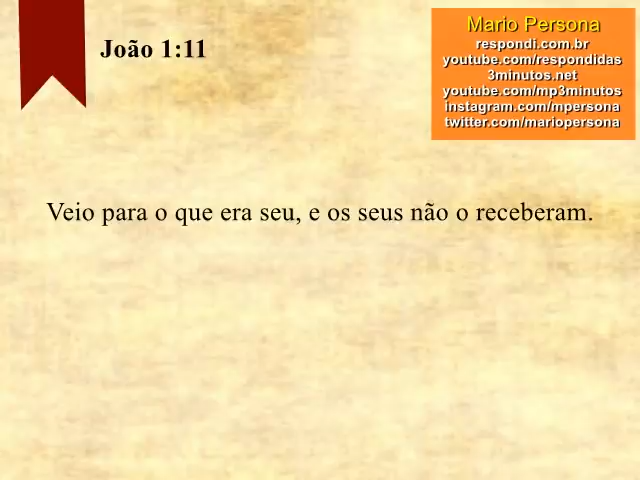 João 1:11
Mario Persona
respondi.com.br
youtube.com/respondidas
3minutos.net
youtube.com/mp3minutos
instagram.com/mpersona
twitter.com/mariopersona
Veio para o que era seu, e os seus não o receberam.